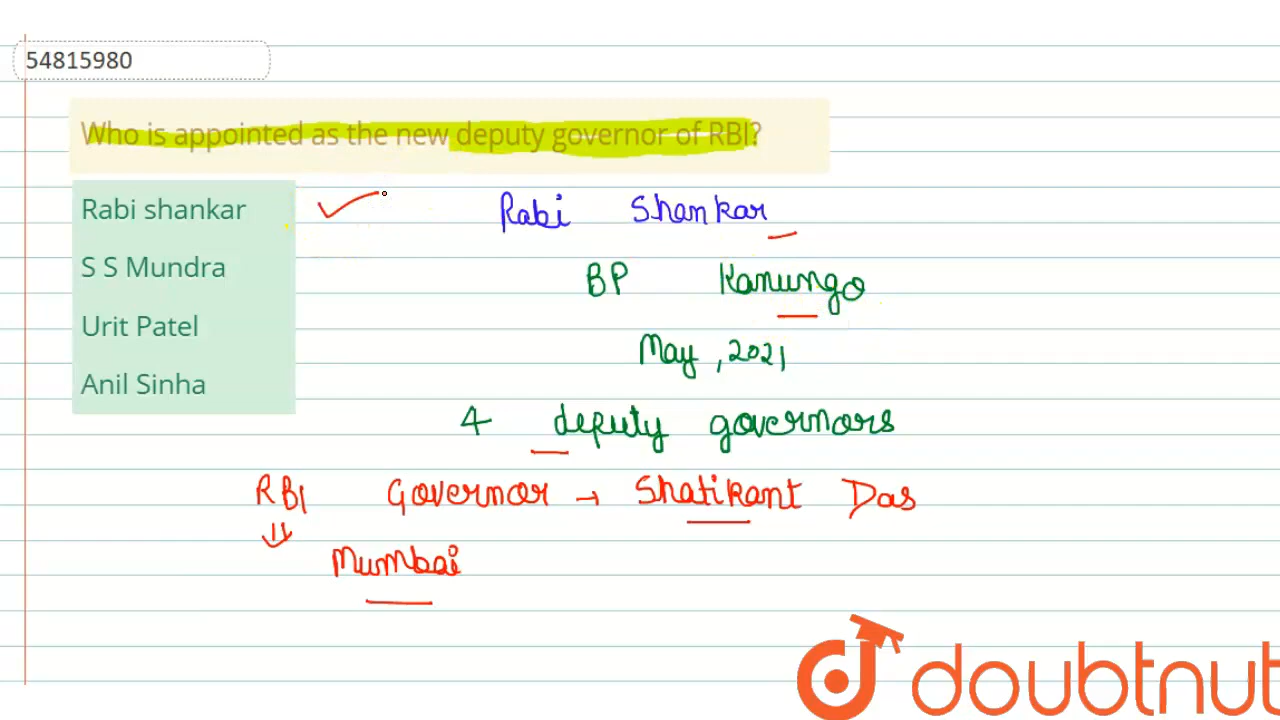 54815980
Who is appointed as the new deputy governor of RBI?
Rabi shankar
S S Mundra
Urit Patel
Anil Sinha
Rabi Shankar
BP Kanungo
May, 2021
4 deputy governors
RBI Governor → Shatikant Das
Mumbai
doubtnut